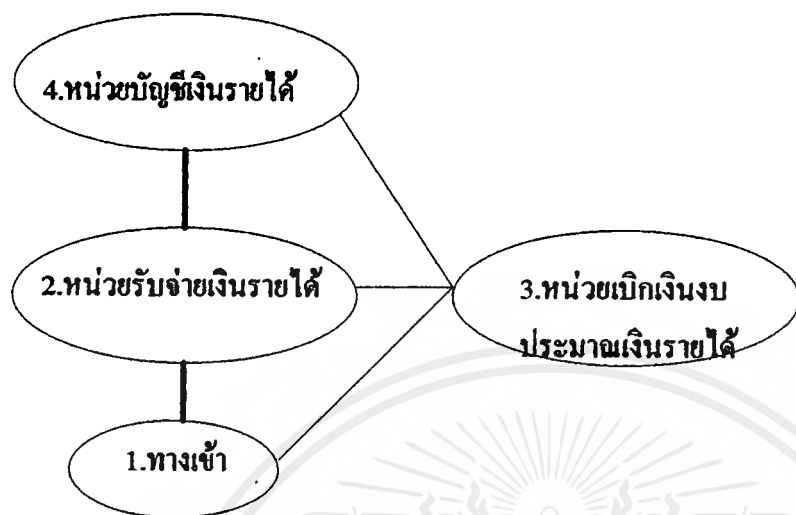 4.หน่วยบัญชีเงินรายได้
2.หน่วยรับจ่ายเงินรายได้
3.หน่วยเบิกเงินงบ
ประมาณเงินรายได้
1.ทางเข้า